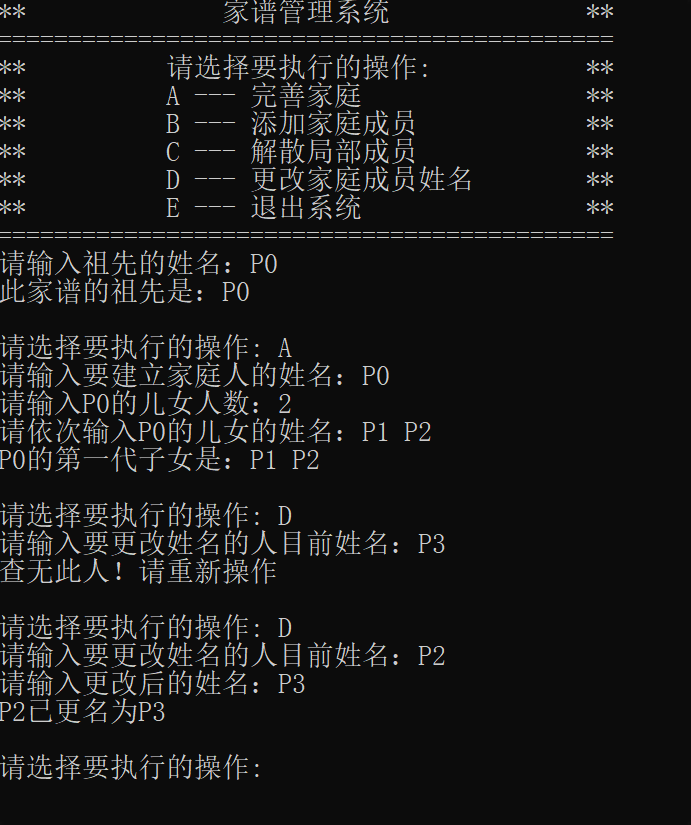 **              家谱管理系统              **
============================================
**          请选择要执行的操作:           **
**          A --- 完善家庭                **
**          B --- 添加家庭成员            **
**          C --- 解散局部成员            **
**          D --- 更改家庭成员姓名        **
**          E --- 退出系统                **
============================================
请输入祖先的姓名：P0
此家谱的祖先是：P0

请选择要执行的操作: A
请输入要建立家庭人的姓名：P0
请输入P0的儿女人数：2
请依次输入P0的儿女的姓名：P1 P2
P0的第一代子女是：P1 P2

请选择要执行的操作: D
请输入要更改姓名的人目前姓名：P3
查无此人！请重新操作

请选择要执行的操作: D
请输入要更改姓名的人目前姓名：P2
请输入更改后的姓名：P3
P2已更名为P3

请选择要执行的操作: